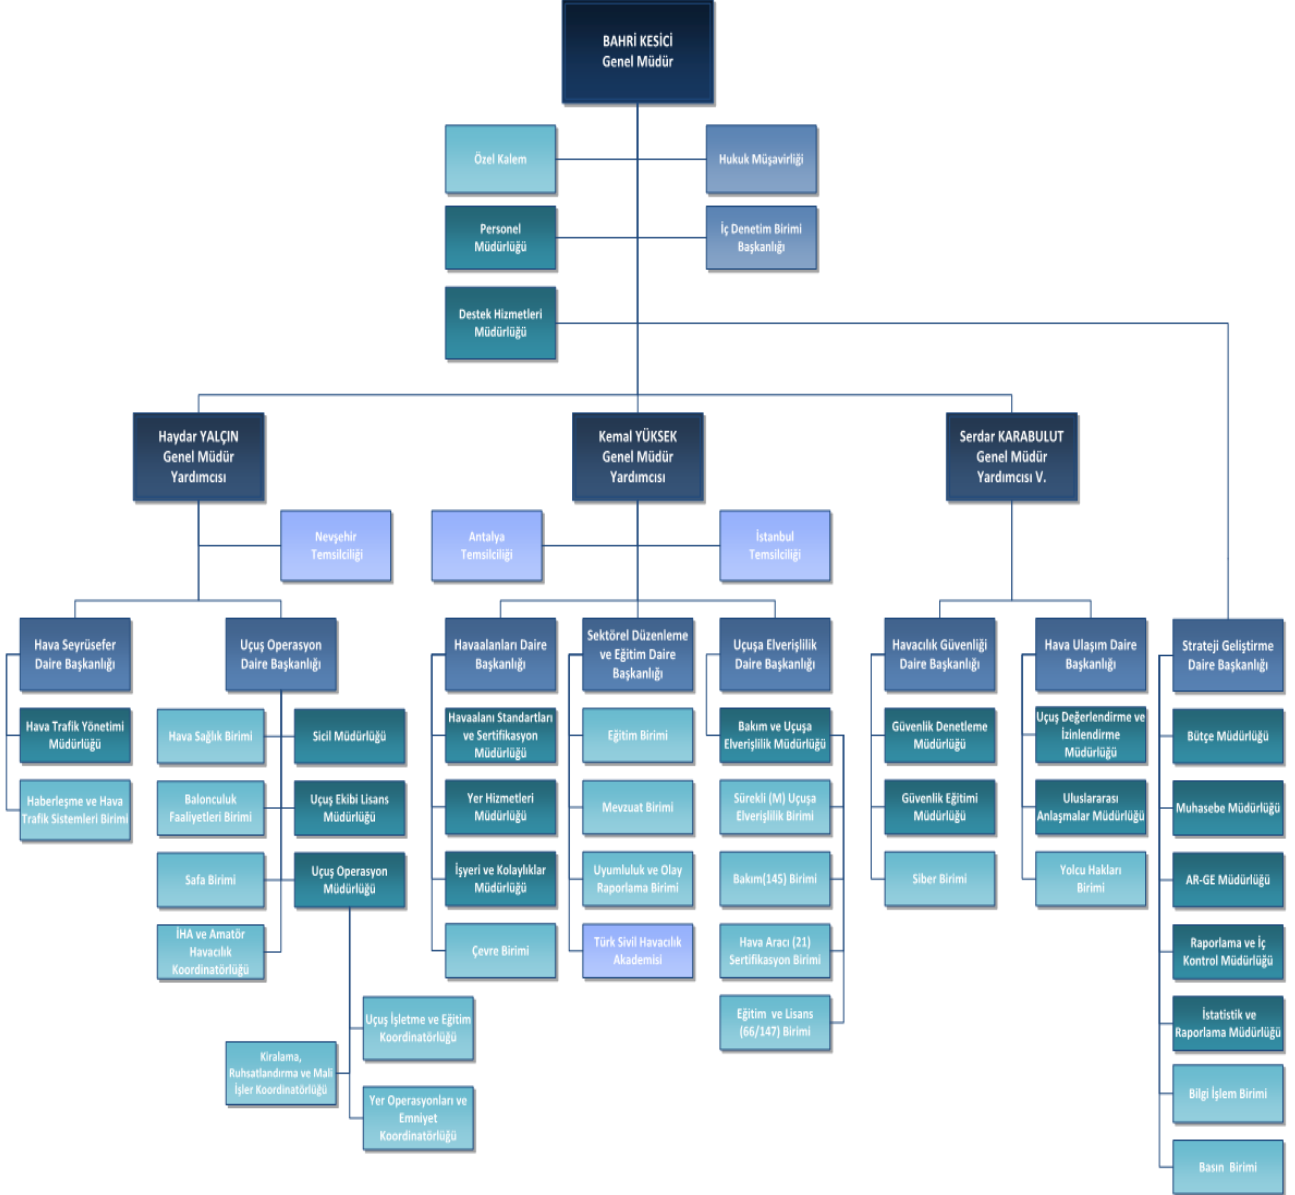 BAHRİ KESİCİ
Genel Müdür
Özel Kalem
Hukuk Müşavirliği
Personel
Müdürlüğü
İç Denetim Birimi
Başkanlığı
Destek Hizmetleri
Müdürlüğü
Haydar YALÇIN
Genel Müdür
Yardımcısı
Kemal YÜKSEK
Genel Müdür
Yardımcısı
Serdar KARABULUT
Genel Müdür
Yardımcısı V.
Nevşehir
Temsilciliği
Antalya
Temsilciliği
İstanbul
Temsilciliği
Hava Seyrüsefer
Daire Başkanlığı
Hava Trafik Yönetimi
Müdürlüğü
Haberleşme ve Hava
Trafik Sistemleri Birimi
Uçuş Operasyon
Daire Başkanlığı
Hava Sağlık Birimi
Balonculuk
Faaliyetleri Birimi
Safa Birimi
İHA ve Amatör
Havacılık
Koordinatörlüğü
Sicil Müdürlüğü
Uçuş Ekibi Lisans
Müdürlüğü
Uçuş Operasyon
Müdürlüğü
Uçuş İşletme ve Eğitim
Koordinatörlüğü
Kiralama,
Ruhsatlandırma ve Mali
İşler Koordinatörlüğü
Yer Operasyonları ve
Emniyet
Koordinatörlüğü
Havaalanları Daire
Başkanlığı
Havaalanı Standartları
ve Sertifikasyon
Müdürlüğü
Yer Hizmetleri
Müdürlüğü
İşyeri ve Kolaylıklar
Müdürlüğü
Çevre Birimi
Sektörel Düzenleme
ve Eğitim Daire
Başkanlığı
Eğitim Birimi
Mevzuat Birimi
Uyumluluk ve Olay
Raporlama Birimi
Türk Sivil Havacılık
Akademisi
Uçuşa Elverişlilik
Daire Başkanlığı
Bakım ve Uçuşa
Elverişlilik Müdürlüğü
Sürekli (M) Uçuşa
Elverişlilik Birimi
Bakım(145) Birimi
Hava Aracı (21)
Sertifikasyon Birimi
Eğitim ve Lisans
(66/147) Birimi
Havacılık Güvenliği
Daire Başkanlığı
Güvenlik Denetleme
Müdürlüğü
Güvenlik Eğitimi
Müdürlüğü
Siber Birimi
Hava Ulaşım Daire
Başkanlığı
Uçuş Değerlendirme ve
İzinlendirme
Müdürlüğü
Uluslararası
Anlaşmalar Müdürlüğü
Yolcu Hakları
Birimi
Strateji Geliştirme
Daire Başkanlığı
Bütçe Müdürlüğü
Muhasebe Müdürlüğü
AR-GE Müdürlüğü
Raporlama ve İç
Kontrol Müdürlüğü
İstatistik ve
Raporlama Müdürlüğü
Bilgi İşlem Birimi
Basın Birimi